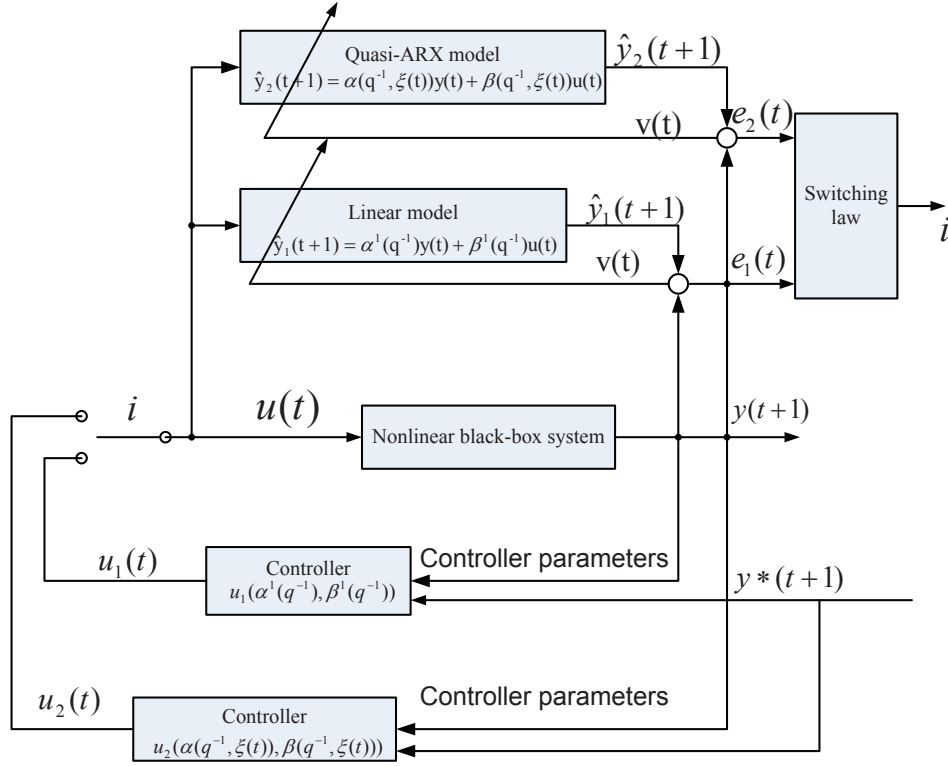 Quasi-ARX model
ŷ₂(t+1) = α(q⁻¹,ξ(t))y(t) + β(q⁻¹,ξ(t))u(t)
ŷ₂(t+1)
v(t)
e₂(t)
Switching
law
i
Linear model
ŷ₁(t+1) = α¹(q⁻¹)y(t) + β¹(q⁻¹)u(t)
ŷ₁(t+1)
v(t)
e₁(t)
i
u(t)
Nonlinear black-box system
y(t+1)
u₁(t)
Controller
u₁(α¹(q⁻¹),β¹(q⁻¹))
Controller parameters
y*(t+1)
u₂(t)
Controller
u₂(α(q⁻¹,ξ(t)),β(q⁻¹,ξ(t)))
Controller parameters